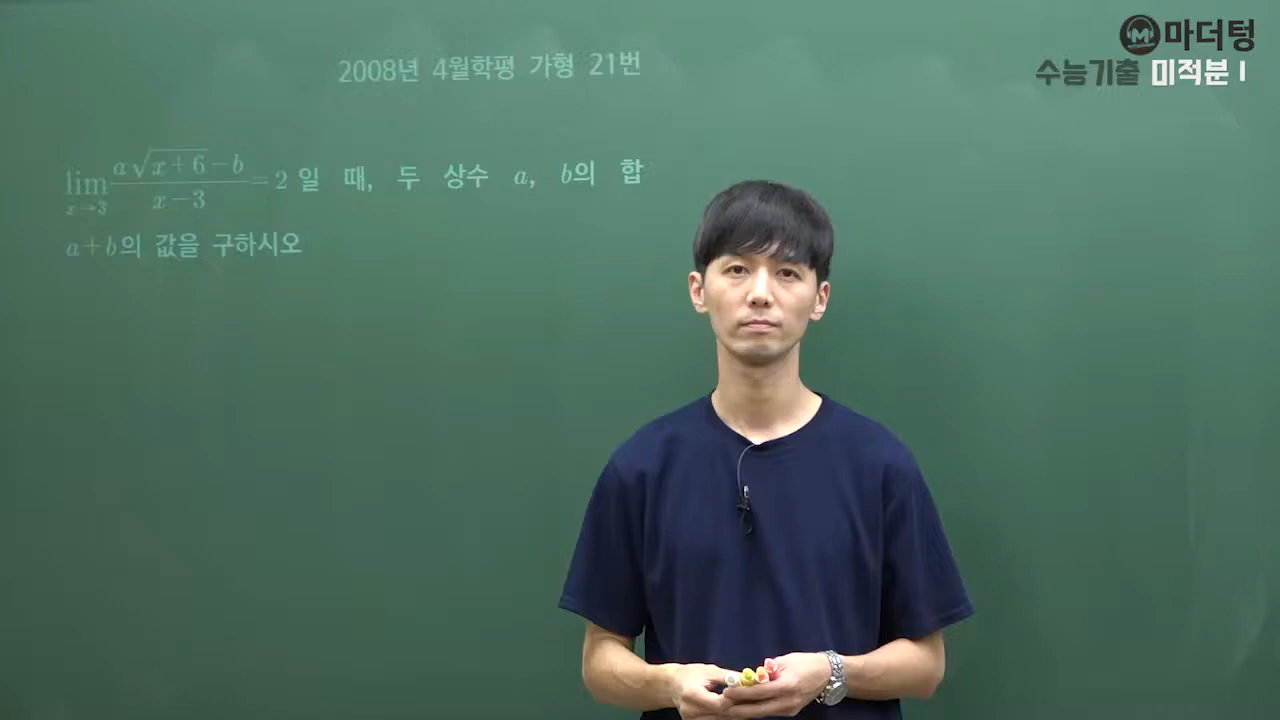 마더텅
수능기출 미적분 I
2008년 4월학평 가형 21번
lim_{x→3} \frac{a\sqrt{x+6}-b}{x-3}=2 일 때, 두 상수 a, b의 합
a+b의 값을 구하시오